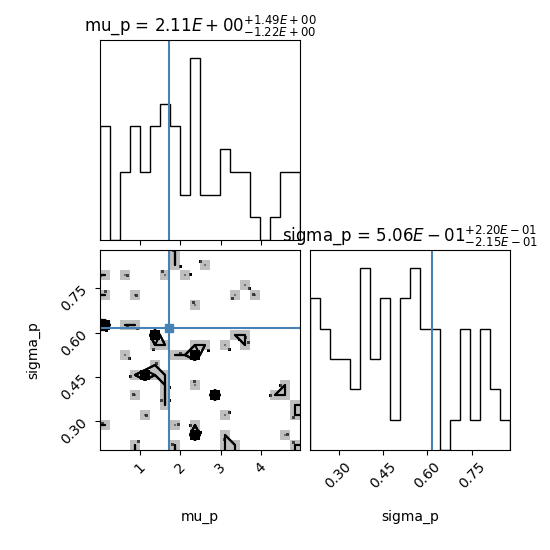 mu_p = 2.11E + 00+1.49E+00−1.22E+00
sigma_p = 5.06E − 01+2.20E−01−2.15E−01
sigma_p
0.75
0.60
0.45
0.30
1 2 3 4
0.30 0.45 0.60 0.75
mu_p
sigma_p